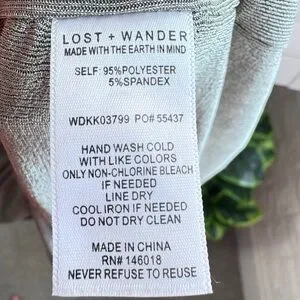 LOST + WANDER
MADE WITH THE EARTH IN MIND
SELF: 95%POLYESTER
5%SPANDEX
WDKK03799 PO# 55437
HAND WASH COLD
WITH LIKE COLORS
ONLY NON-CHLORINE BLEACH
IF NEEDED
LINE DRY
COOL IRON IF NEEDED
DO NOT DRY CLEAN
MADE IN CHINA
RN# 146018
NEVER REFUSE TO REUSE